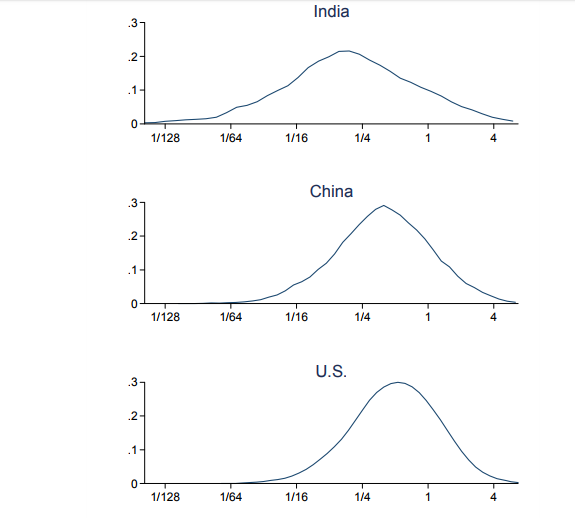 India
.3
.2
.1
0
1/128 1/64 1/16 1/4 1 4
China
.3
.2
.1
0
1/128 1/64 1/16 1/4 1 4
U.S.
.3
.2
.1
0
1/128 1/64 1/16 1/4 1 4